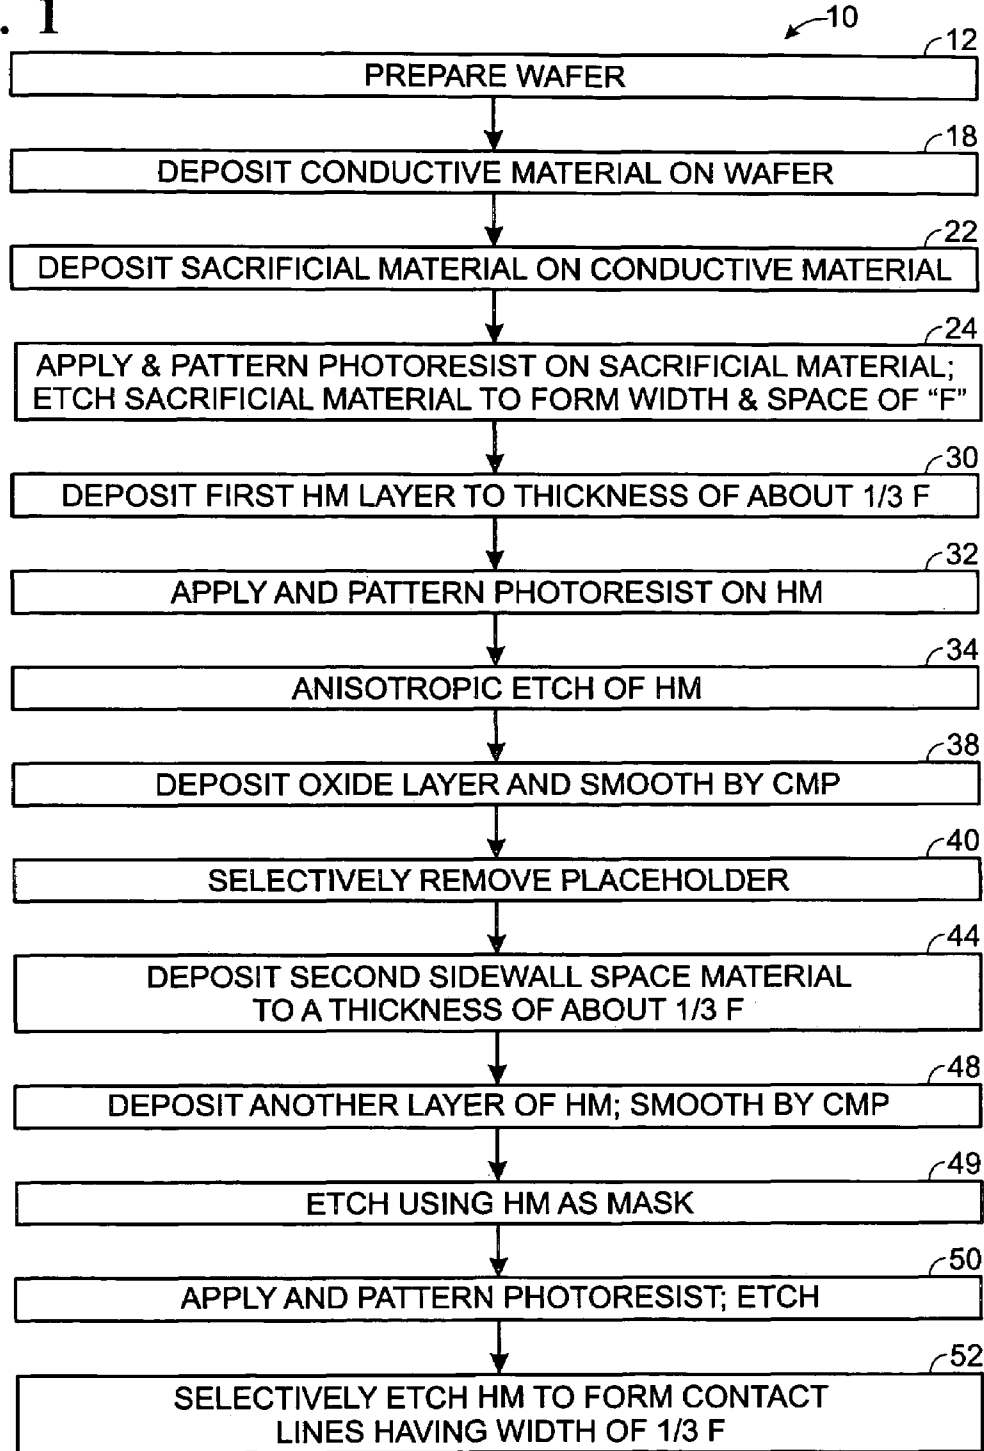 . 1
10
12
PREPARE WAFER
18
DEPOSIT CONDUCTIVE MATERIAL ON WAFER
22
DEPOSIT SACRIFICIAL MATERIAL ON CONDUCTIVE MATERIAL
24
APPLY & PATTERN PHOTORESIST ON SACRIFICIAL MATERIAL;
ETCH SACRIFICIAL MATERIAL TO FORM WIDTH & SPACE OF “F”
30
DEPOSIT FIRST HM LAYER TO THICKNESS OF ABOUT 1/3 F
32
APPLY AND PATTERN PHOTORESIST ON HM
34
ANISOTROPIC ETCH OF HM
38
DEPOSIT OXIDE LAYER AND SMOOTH BY CMP
40
SELECTIVELY REMOVE PLACEHOLDER
44
DEPOSIT SECOND SIDEWALL SPACE MATERIAL
TO A THICKNESS OF ABOUT 1/3 F
48
DEPOSIT ANOTHER LAYER OF HM; SMOOTH BY CMP
49
ETCH USING HM AS MASK
50
APPLY AND PATTERN PHOTORESIST; ETCH
52
SELECTIVELY ETCH HM TO FORM CONTACT
LINES HAVING WIDTH OF 1/3 F